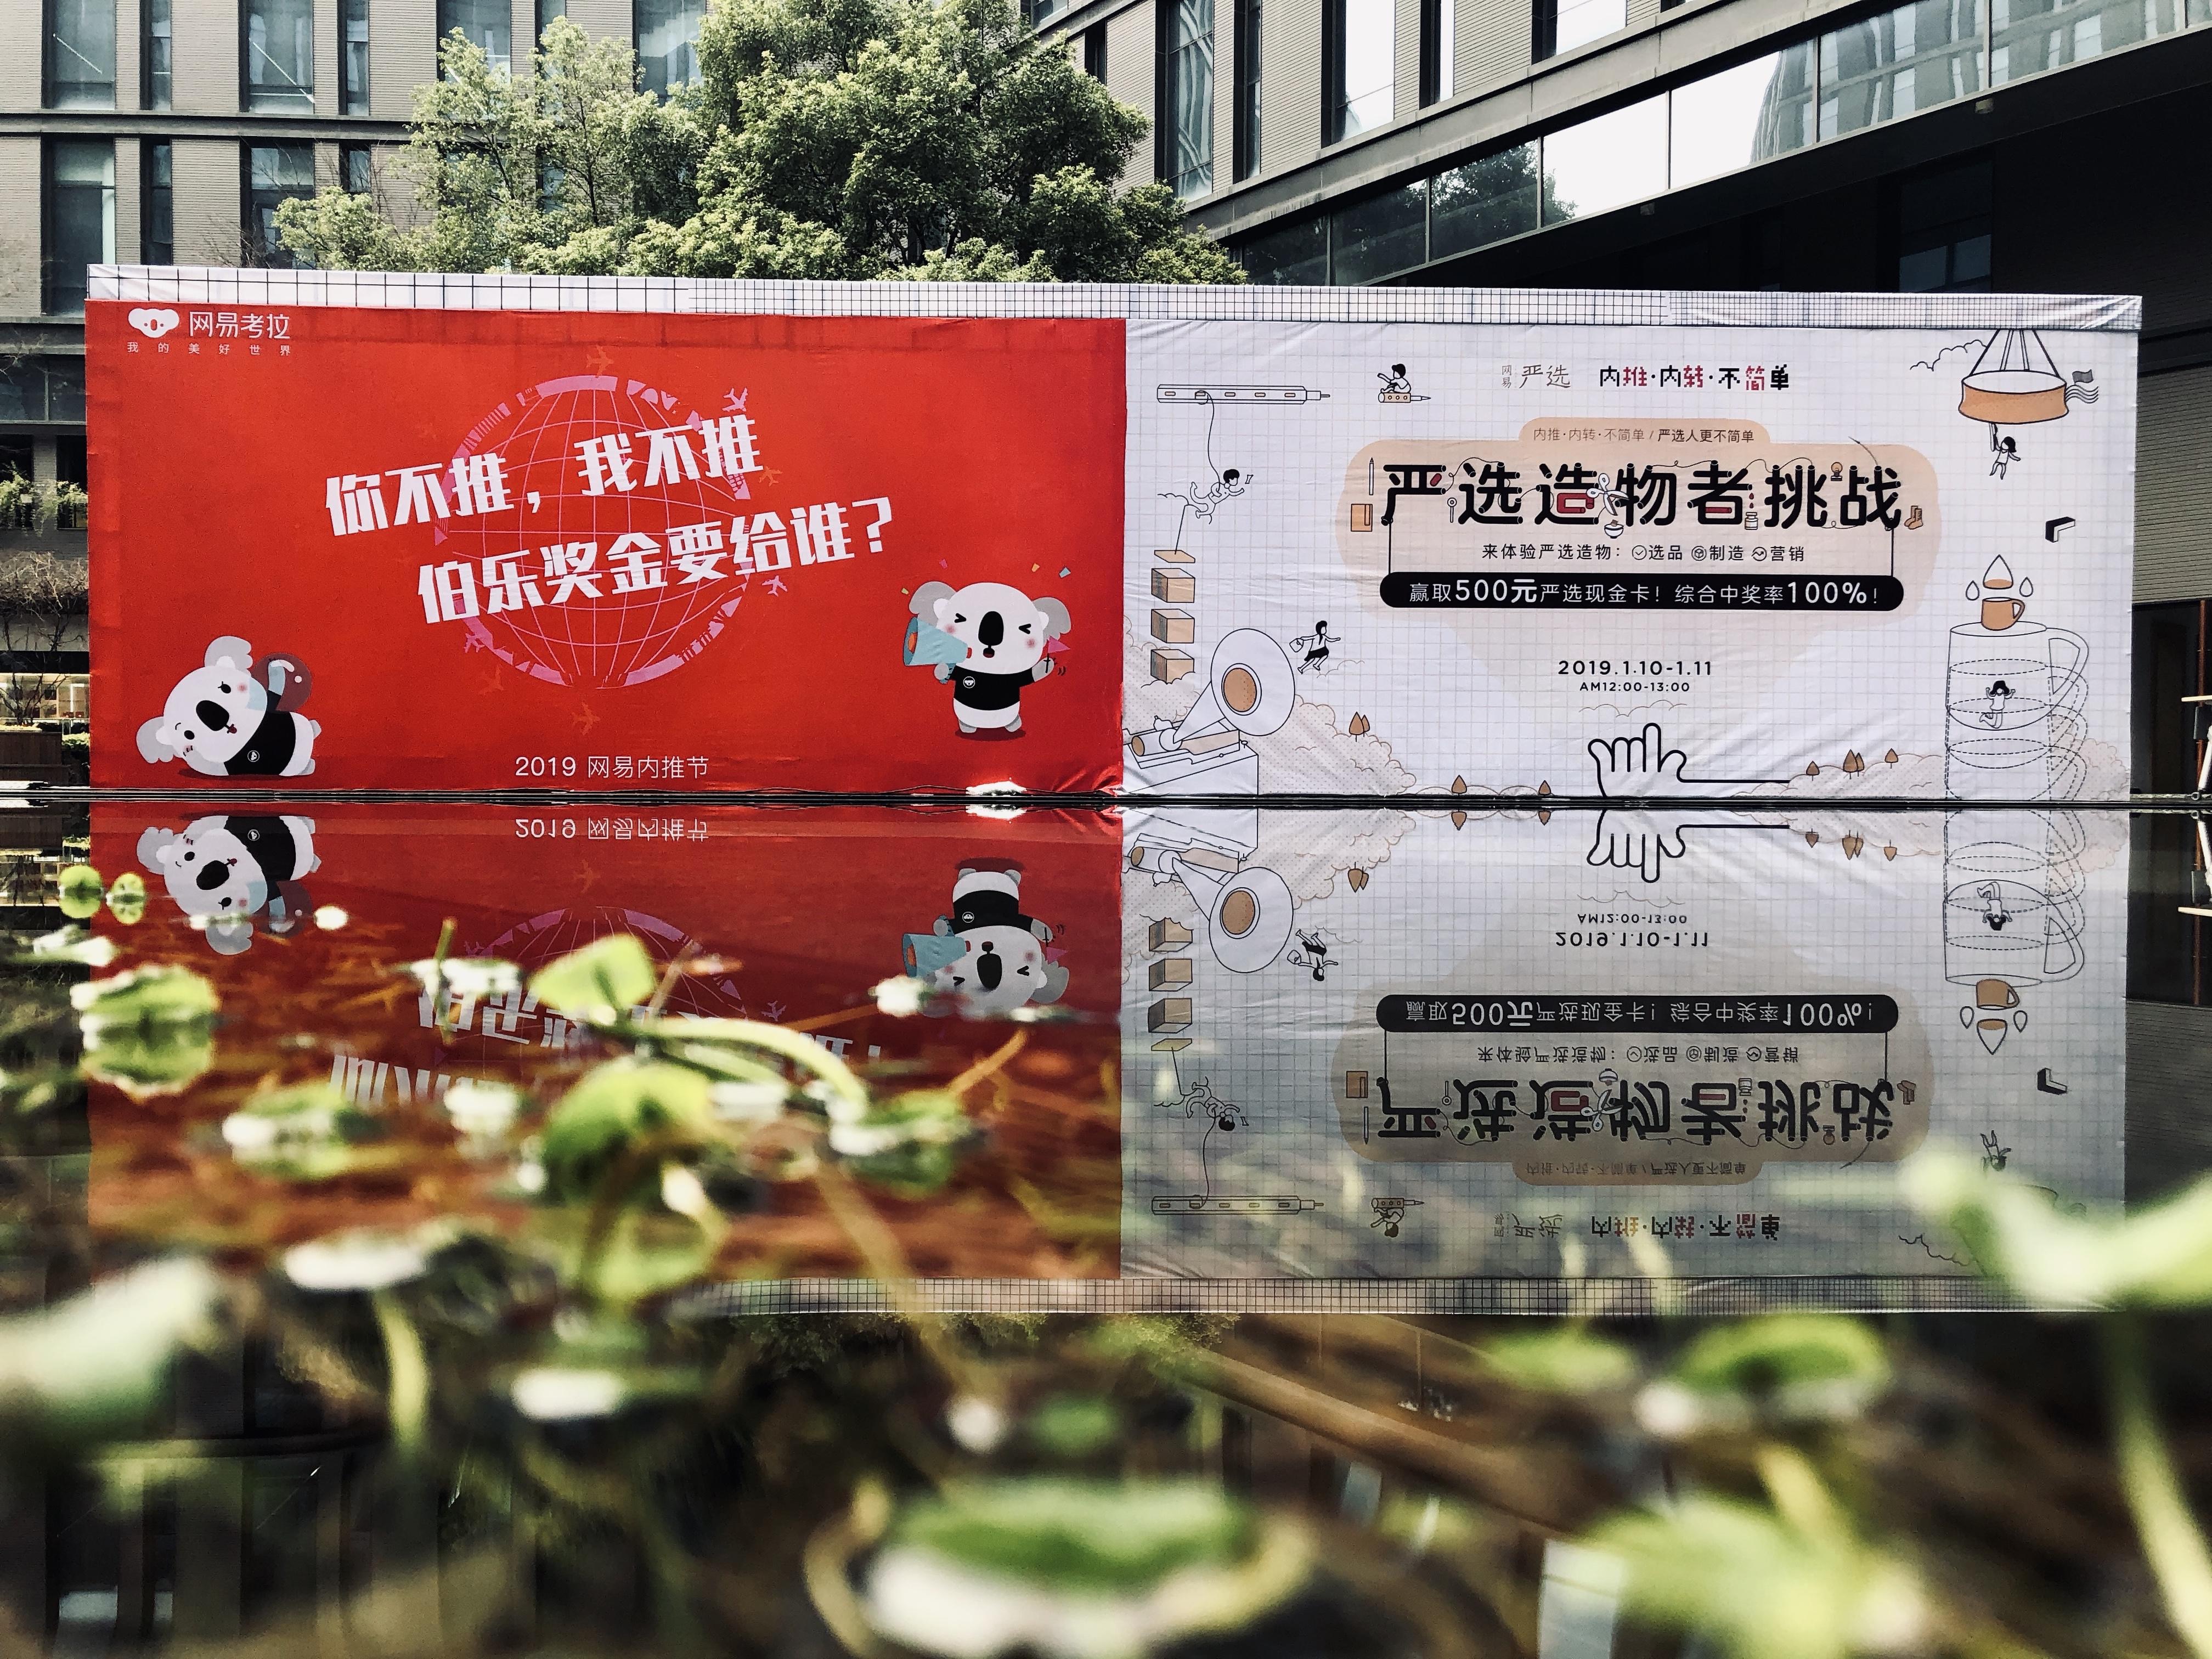 网易考拉
我的美好世界
你不推，我不推
伯乐奖金要给谁？
2019 网易内推节
网易严选 内推·内转·不简单
内推·内转·不简单 / 严选人更不简单
严选造物者挑战
来体验严选造物：选品 制造 营销
赢取500元严选现金卡！综合中奖率100%！
2019.1.10-1.11
AM12:00-13:00